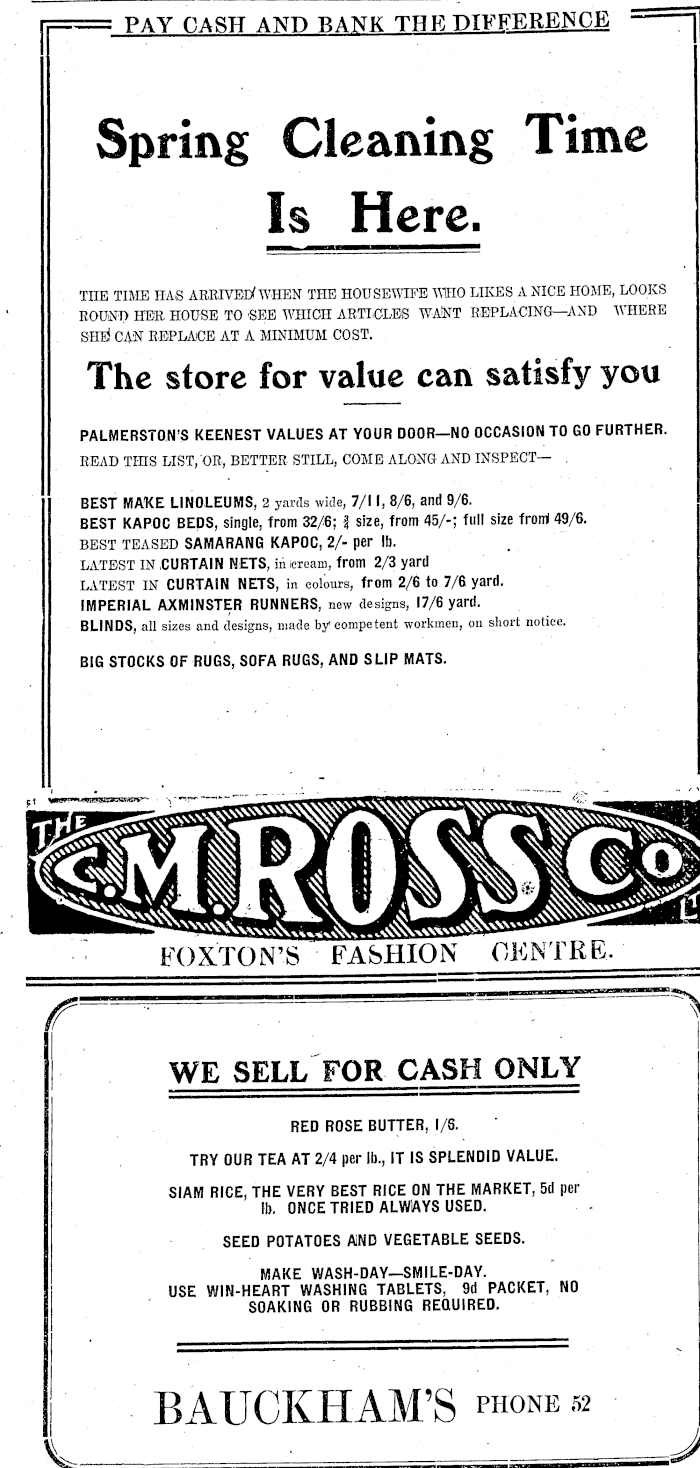 PAY CASH AND BANK THE DIFFERENCE
Spring Cleaning Time
Is Here.
THE TIME HAS ARRIVED WHEN THE HOUSEWIFE WHO LIKES A NICE HOME, LOOKS
ROUND HER HOUSE TO SEE WHICH ARTICLES WANT REPLACING—AND WHERE
SHE CAN REPLACE AT A MINIMUM COST.
The store for value can satisfy you
PALMERSTON'S KEENEST VALUES AT YOUR DOOR—NO OCCASION TO GO FURTHER.
READ THIS LIST, OR, BETTER STILL, COME ALONG AND INSPECT—
BEST MAKE LINOLEUMS, 2 yards wide, 7/11, 8/6, and 9/6.
BEST KAPOC BEDS, single, from 32/6; ¾ size, from 45/-; full size from 49/6.
BEST TEASED SAMARANG KAPOC, 2/- per lb.
LATEST IN CURTAIN NETS, in cream, from 2/3 yard
LATEST IN CURTAIN NETS, in colours, from 2/6 to 7/6 yard.
IMPERIAL AXMINSTER RUNNERS, new designs, 17/6 yard.
BLINDS, all sizes and designs, made by competent workmen, on short notice.
BIG STOCKS OF RUGS, SOFA RUGS, AND SLIP MATS.
THE C.M. ROSS CO
FOXTON'S FASHION CENTRE.
WE SELL FOR CASH ONLY
RED ROSE BUTTER, 1/6.
TRY OUR TEA AT 2/4 per lb., IT IS SPLENDID VALUE.
SIAM RICE, THE VERY BEST RICE ON THE MARKET, 5d per
lb. ONCE TRIED ALWAYS USED.
SEED POTATOES AND VEGETABLE SEEDS.
MAKE WASH-DAY—SMILE-DAY.
USE WIN-HEART WASHING TABLETS, 9d PACKET, NO
SOAKING OR RUBBING REQUIRED.
BAUCKHAM'S PHONE 52